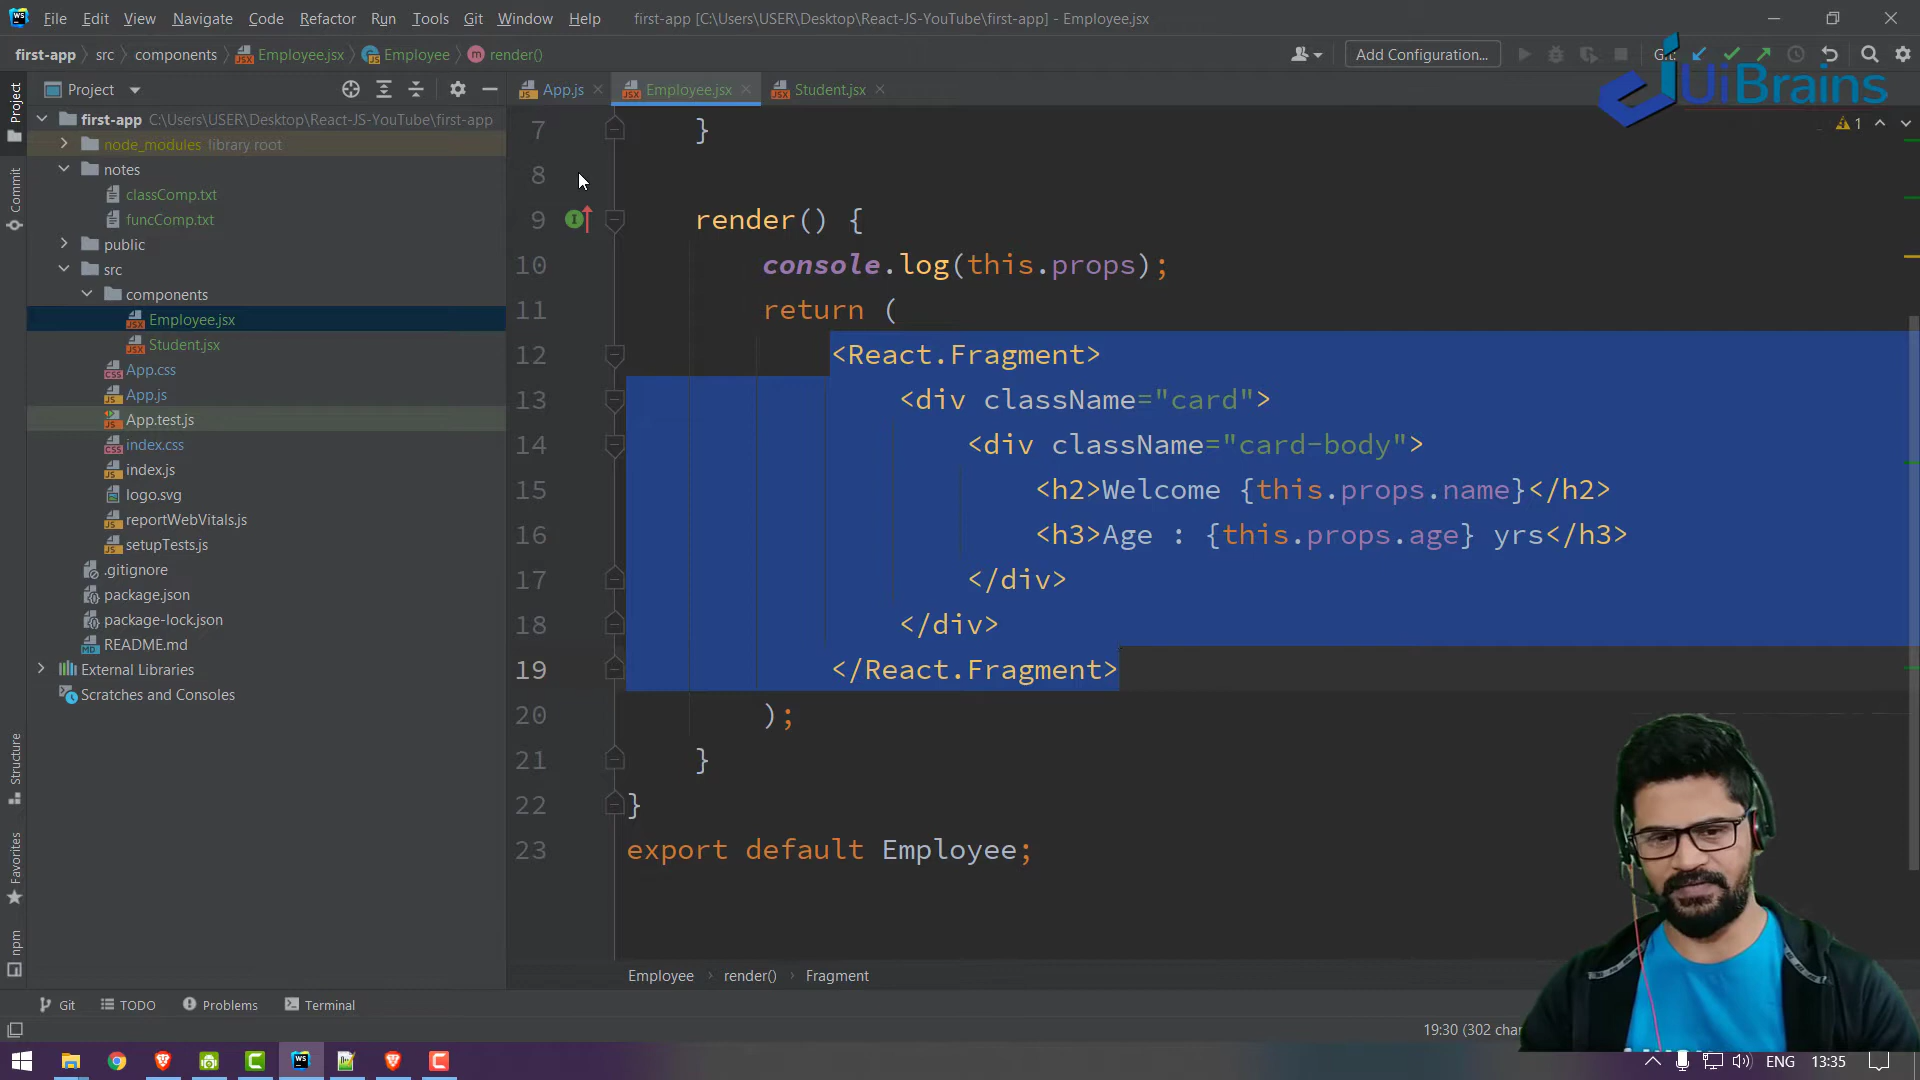 File Edit View Navigate Code Refactor Run Tools Git Window Help first-app [C:\Users\USER\Desktop\React-JS-YouTube\first-app] - Employee.jsx
first-app src components Employee.jsx Employee render() Add Configuration... Git:
UiBrains
Project
App.js Employee.jsx Student.jsx
first-app C:\Users\USER\Desktop\React-JS-YouTube\first-app
node_modules library root
notes
classComp.txt
funcComp.txt
public
src
components
Employee.jsx
Student.jsx
App.css
App.js
App.test.js
index.css
index.js
logo.svg
reportWebVitals.js
setupTests.js
.gitignore
package.json
package-lock.json
README.md
External Libraries
Scratches and Consoles
Project
Commit
Structure
Favorites
npm
1
7 }
8
9 render() {
10 console.log(this.props);
11 return (
12 <React.Fragment>
13 <div className="card">
14 <div className="card-body">
15 <h2>Welcome {this.props.name}</h2>
16 <h3>Age : {this.props.age} yrs</h3>
17 </div>
18 </div>
19 </React.Fragment>
20 );
21 }
22 }
23 export default Employee;
Employee render() Fragment
Git TODO Problems Terminal
19:30 (302 char
ENG 13:35